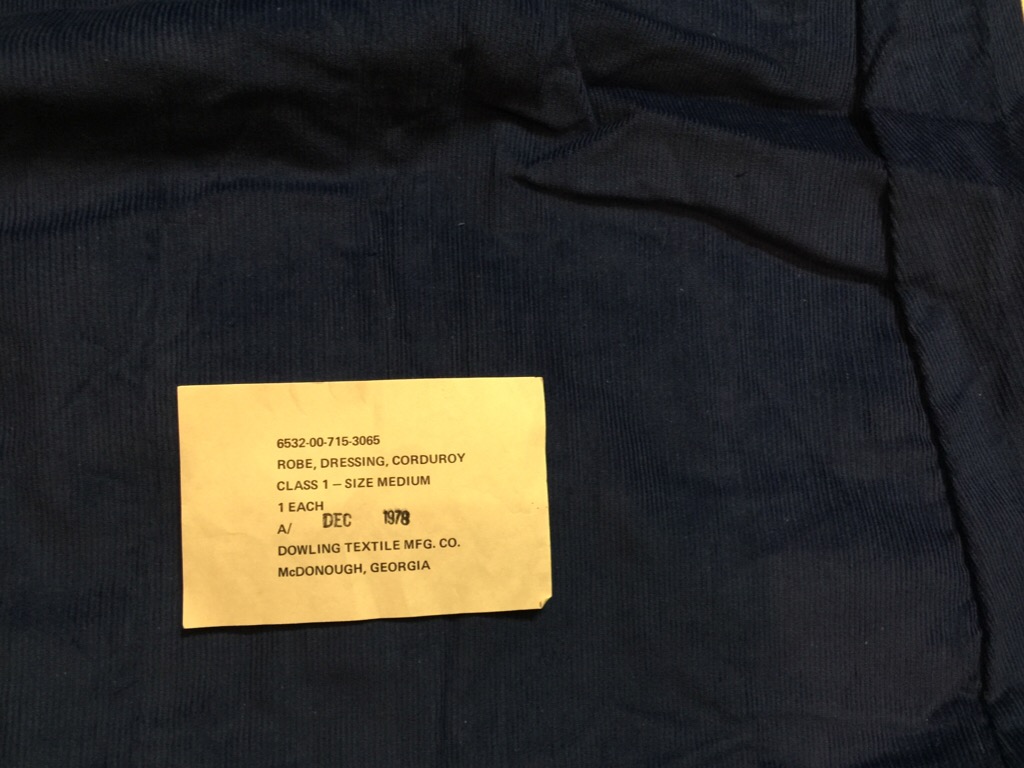 6532-00-715-3065
ROBE, DRESSING, CORDUROY
CLASS 1 – SIZE MEDIUM
1 EACH
A/ DEC 1978
DOWLING TEXTILE MFG. CO.
McDONOUGH, GEORGIA